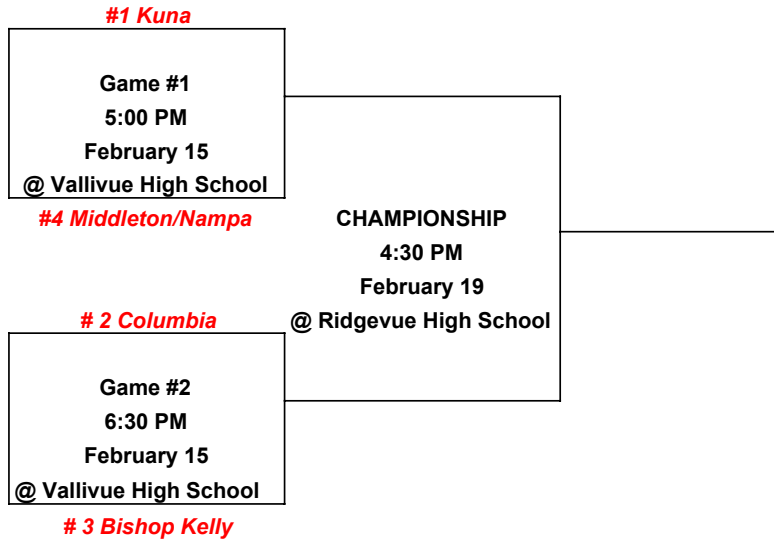 #1 Kuna
Game #1
5:00 PM
February 15
@ Vallivue High School
#4 Middleton/Nampa
CHAMPIONSHIP
4:30 PM
February 19
@ Ridgevue High School
# 2 Columbia
Game #2
6:30 PM
February 15
@ Vallivue High School
# 3 Bishop Kelly